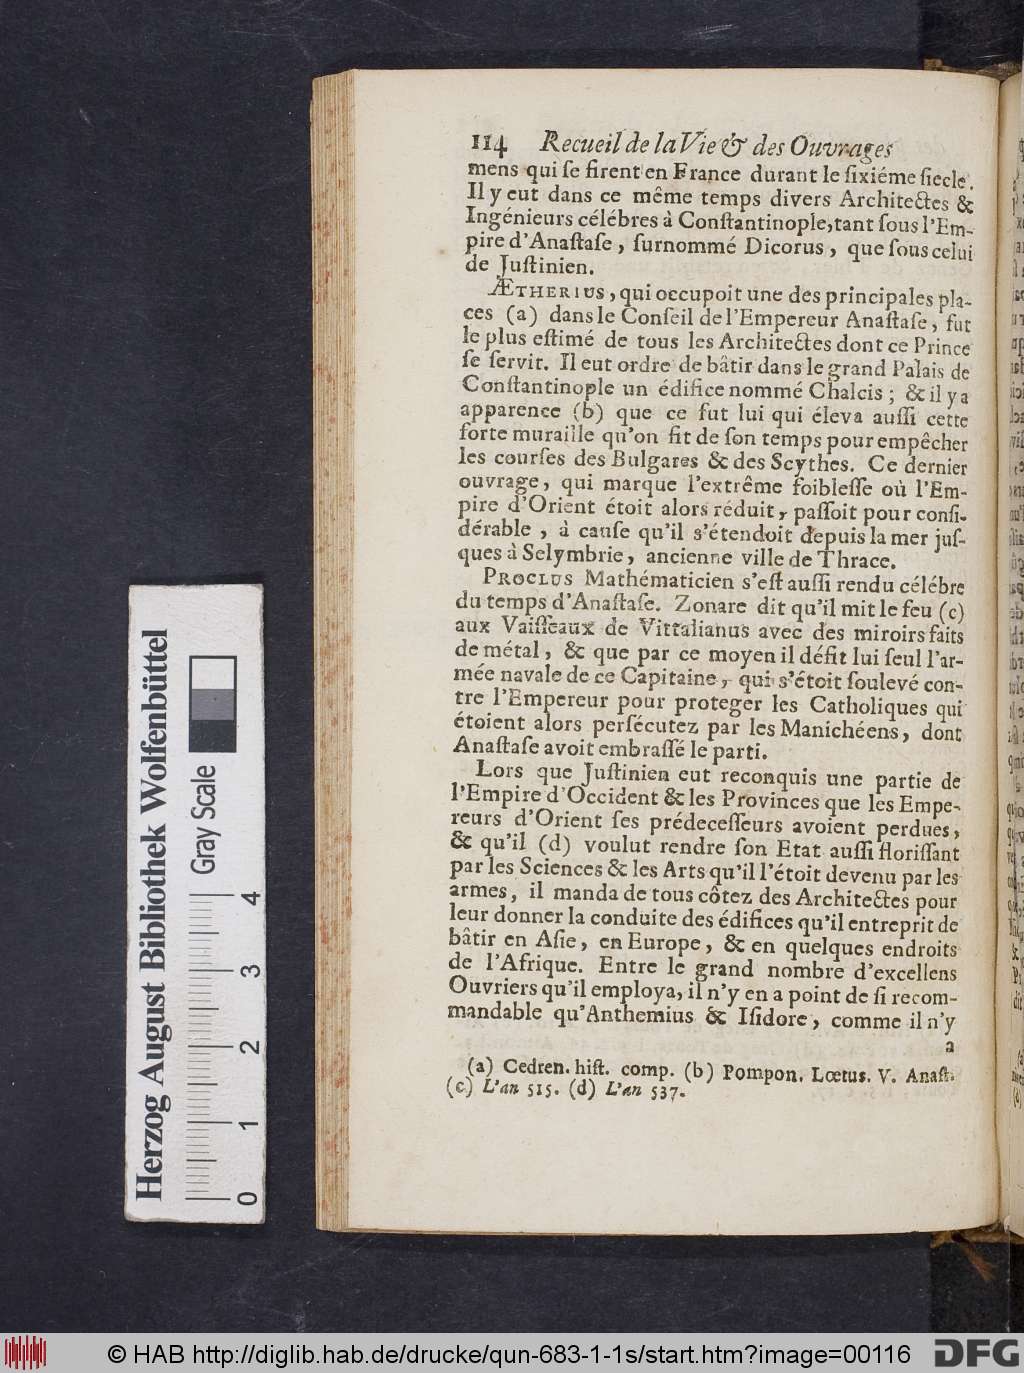 114 Recueil de la Vie & des Ouvrages
mens qui ſe firent en France durant le ſixiéme ſiecle.
Il y eut dans ce même temps divers Architectes &
Ingénieurs célébres à Conſtantinople, tant ſous l'Em-
pire d'Anaſtaſe, ſurnommé Dicorus, que ſous celui
de Juſtinien.
ÆTHERIUS, qui occupoit une des principales pla-
ces (a) dans le Conſeil de l'Empereur Anaſtaſe, fut
le plus eſtimé de tous les Architectes dont ce Prince
ſe ſervit. Il eut ordre de bâtir dans le grand Palais de
Conſtantinople un édifice nommé Chalcis; & il y a
apparence (b) que ce fut lui qui éleva auſſi cette
forte muraille qu'on fit de ſon temps pour empêcher
les courſes des Bulgares & des Scythes. Ce dernier
ouvrage, qui marque l'extrême foibleſſe où l'Em-
pire d'Orient étoit alors réduit, paſſoit pour conſi-
dérable, à cauſe qu'il s'étendoit depuis la mer juſ-
ques à Selymbrie, ancienne ville de Thrace.
PROCLUS Mathématicien s'eſt auſſi rendu célébre
du temps d'Anaſtaſe. Zonare dit qu'il mit le feu (c)
aux Vaiſſeaux de Vittalianus avec des miroirs faits
de métal, & que par ce moyen il défit lui ſeul l'ar-
mée navale de ce Capitaine, qui s'étoit ſoulevé con-
tre l'Empereur pour proteger les Catholiques qui
étoient alors perſécutez par les Manichéens, dont
Anaſtaſe avoit embraſſé le parti.
Lors que Juſtinien eut reconquis une partie de
l'Empire d'Occident & les Provinces que les Empe-
reurs d'Orient ſes prédeceſſeurs avoient perdues,
& qu'il (d) voulut rendre ſon Etat auſſi floriſſant
par les Sciences & les Arts qu'il l'étoit devenu par les
armes, il manda de tous côtez des Architectes pour
leur donner la conduite des édifices qu'il entreprit de
bâtir en Aſie, en Europe, & en quelques endroits
de l'Afrique. Entre le grand nombre d'excellens
Ouvriers qu'il employa, il n'y en a point de ſi recom-
mandable qu'Anthemius & Iſidore, comme il n'y
a
(a) Cedren. hiſt. comp. (b) Pompon. Lœtus. V. Anaſt.
(c) L'an 515. (d) L'an 537.
Herzog August Bibliothek Wolfenbüttel
Gray Scale
0 1 2 3 4
© HAB http://diglib.hab.de/drucke/qun-683-1-1s/start.htm?image=00116
DFG